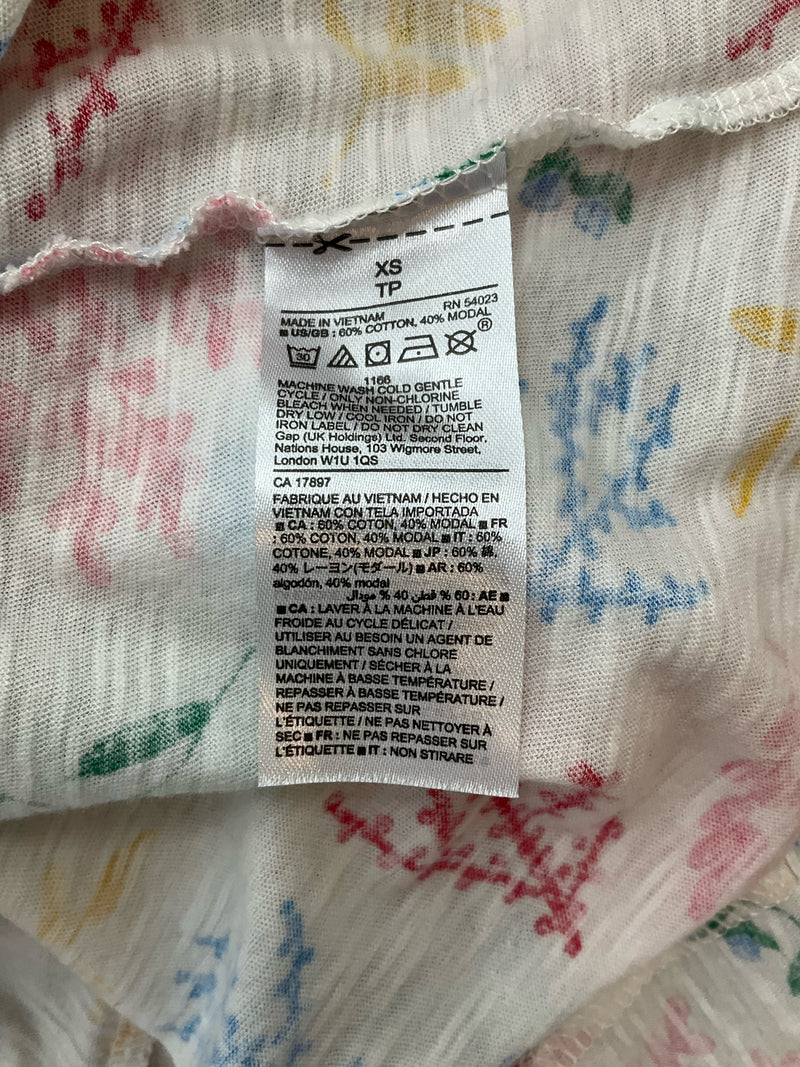 XS
TP
RN 54023
MADE IN VIETNAM
■ US/GB : 60% COTTON, 40% MODAL
30
®
1166
MACHINE WASH COLD GENTLE
CYCLE / ONLY NON-CHLORINE
BLEACH WHEN NEEDED / TUMBLE
DRY LOW / COOL IRON / DO NOT
IRON LABEL / DO NOT DRY CLEAN
Gap (UK Holdings) Ltd. Second Floor,
Nations House, 103 Wigmore Street,
London W1U 1QS
CA 17897
FABRIQUE AU VIETNAM / HECHO EN
VIETNAM CON TELA IMPORTADA
■ CA : 60% COTON, 40% MODAL ■ FR
: 60% COTON, 40% MODAL ■ IT : 60%
COTONE, 40% MODAL ■ JP : 60% 綿,
40% レーヨン(モダール) ■ AR : 60%
algodón, 40% modal
■ AE : 60 % قطن 40 % مودال
■ CA : LAVER À LA MACHINE À L'EAU
FROIDE AU CYCLE DÉLICAT /
UTILISER AU BESOIN UN AGENT DE
BLANCHIMENT SANS CHLORE
UNIQUEMENT / SÉCHER À LA
MACHINE À BASSE TEMPÉRATURE /
REPASSER À BASSE TEMPÉRATURE /
NE PAS REPASSER SUR
L'ÉTIQUETTE / NE PAS NETTOYER À
SEC ■ FR : NE PAS REPASSER SUR
L'ÉTIQUETTE ■ IT : NON STIRARE